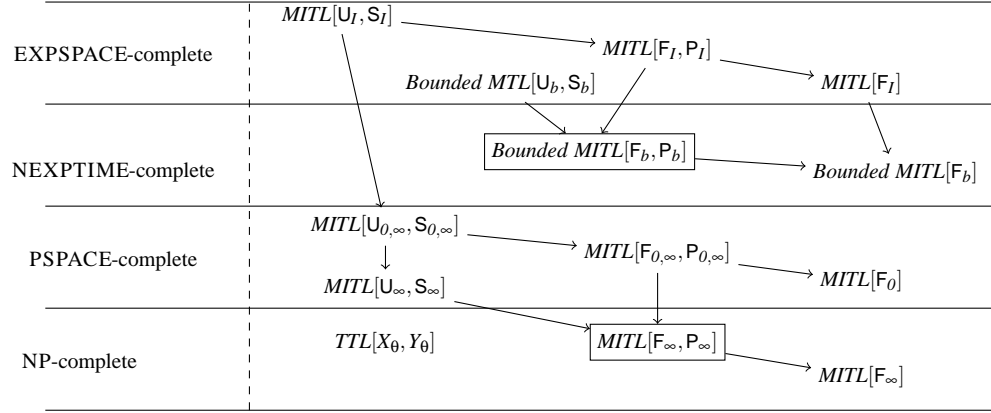 MITL[U_I, S_I]
EXPSPACE-complete
MITL[F_I, P_I]
Bounded MTL[U_b, S_b]
MITL[F_I]
NEXPTIME-complete
Bounded MITL[F_b, P_b]
Bounded MITL[F_b]
MITL[U_{0,∞}, S_{0,∞}]
PSPACE-complete
MITL[F_{0,∞}, P_{0,∞}]
MITL[U_∞, S_∞]
MITL[F_0]
NP-complete
TTL[X_θ, Y_θ]
MITL[F_∞, P_∞]
MITL[F_∞]